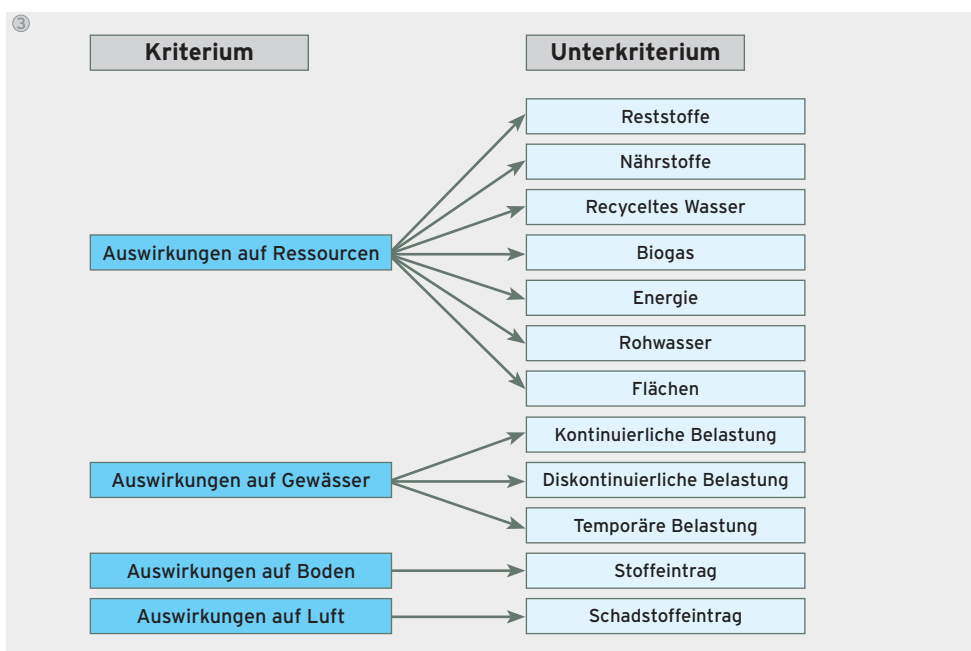 ③
Kriterium
Unterkriterium
Auswirkungen auf Ressourcen
Reststoffe
Nährstoffe
Recyceltes Wasser
Biogas
Energie
Rohwasser
Flächen
Auswirkungen auf Gewässer
Kontinuierliche Belastung
Diskontinuierliche Belastung
Temporäre Belastung
Auswirkungen auf Boden
Stoffeintrag
Auswirkungen auf Luft
Schadstoffeintrag